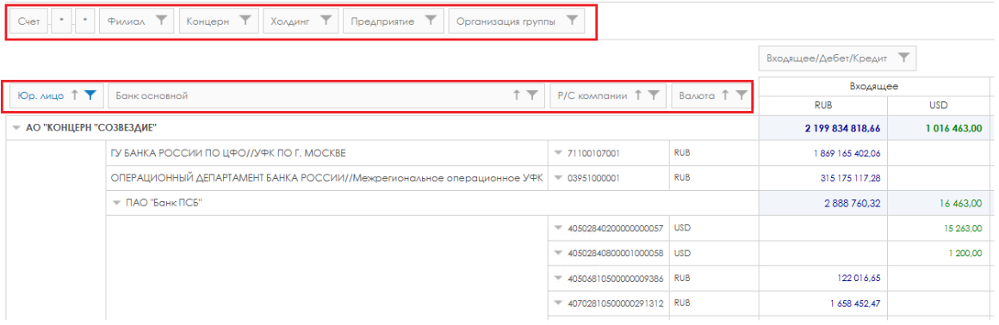 Счет * * Филиал Концерн Холдинг Предприятие Организация группы
Входящее/Дебет/Кредит
Юр. лицо Банк основной Р/С компании Валюта Входящее
RUB USD
АО "КОНЦЕРН "СОЗВЕЗДИЕ" 2 199 834 818,66 1 016 463,00
ГУ БАНКА РОССИИ ПО ЦФО//УФК ПО Г. МОСКВЕ 71100107001 RUB 1 869 165 402,06
ОПЕРАЦИОННЫЙ ДЕПАРТАМЕНТ БАНКА РОССИИ//Межрегиональное операционное УФК 03951000001 RUB 315 175 117,28
ПАО "Банк ПСБ" 2 888 760,32 16 463,00
40502840200000000057 USD 15 263,00
40502840800001000058 USD 1 200,00
40506810500000009386 RUB 122 016,65
40702810500000291312 RUB 1 658 452,47